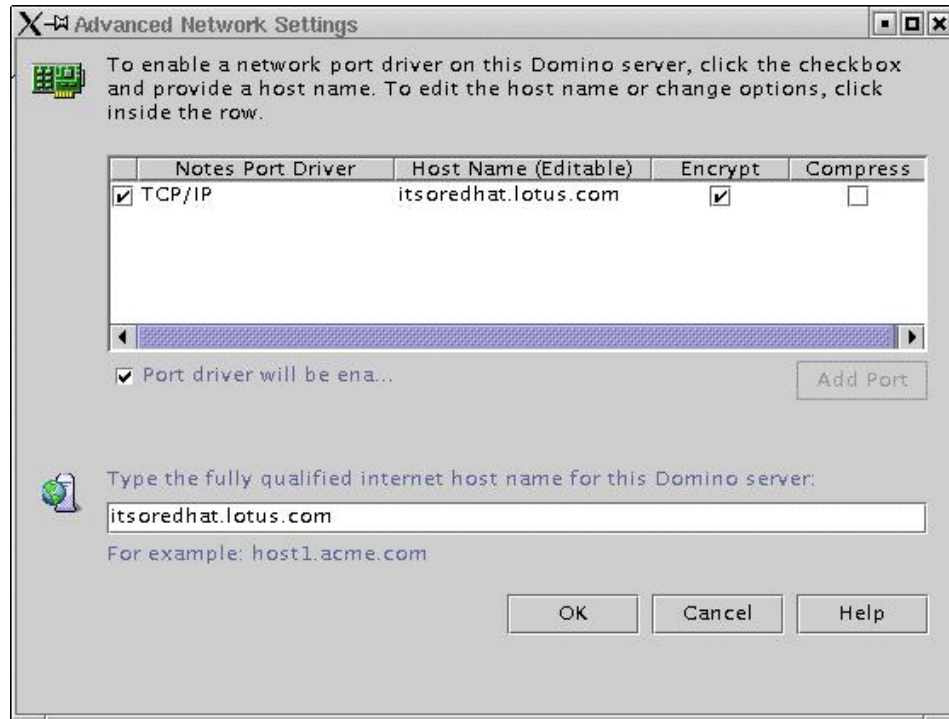 Advanced Network Settings
To enable a network port driver on this Domino server, click the checkbox
and provide a host name. To edit the host name or change options, click
inside the row.
Notes Port Driver Host Name (Editable) Encrypt Compress
TCP/IP itsoredhat.lotus.com
Port driver will be ena...
Add Port
Type the fully qualified internet host name for this Domino server:
itsoredhat.lotus.com
For example: host1.acme.com
OK Cancel Help